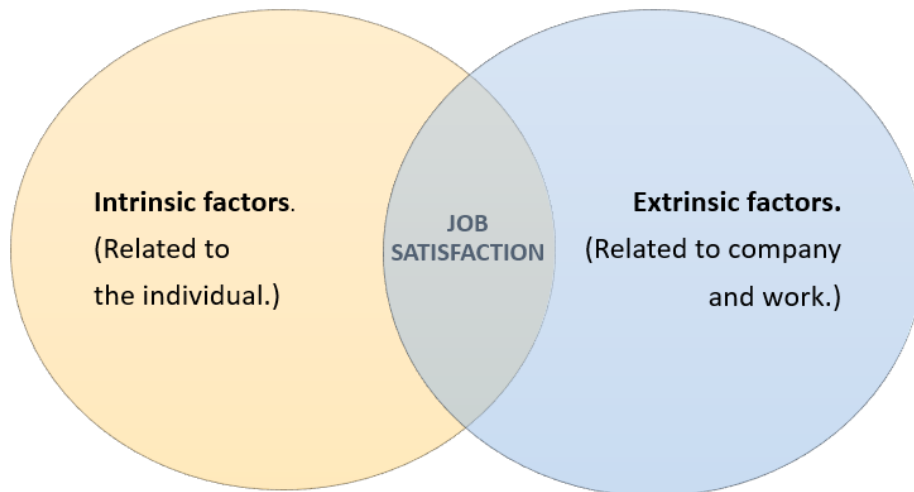 Intrinsic factors.
(Related to
the individual.)
JOB
SATISFACTION
Extrinsic factors.
(Related to company
and work.)